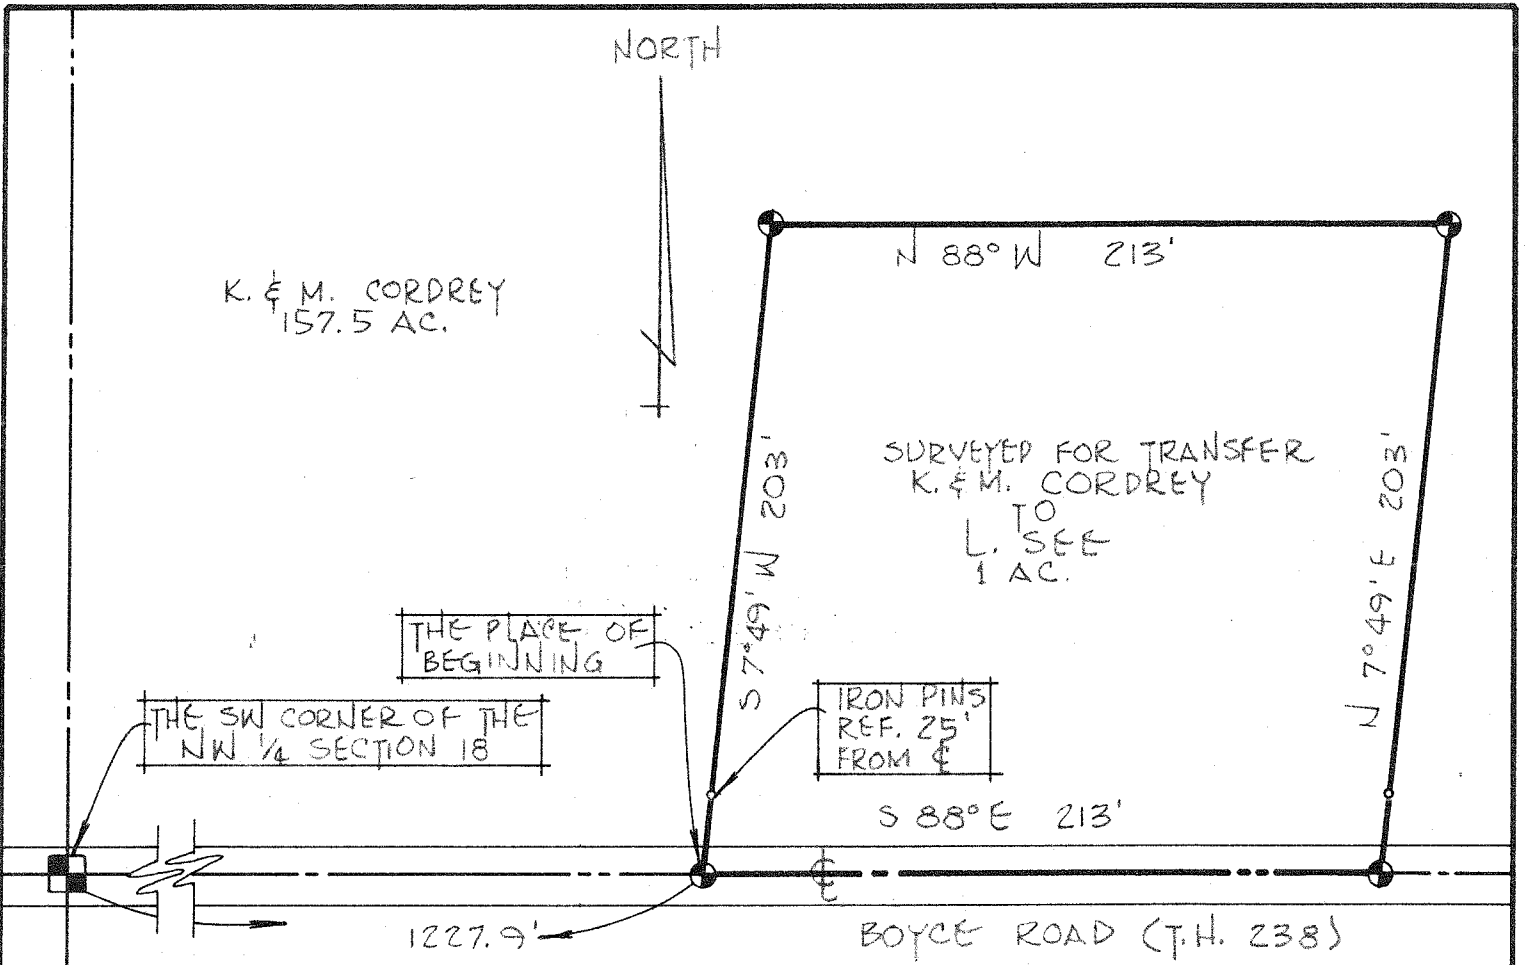 NORTH
N 88° W 213'
K. & M. CORDREY
157.5 AC.
SURVEYED FOR TRANSFER
K. & M. CORDREY
TO
L. SEE
1 AC.
S 7°49' W 203'
N 7°49' E 203'
THE PLACE OF
BEGINNING
THE SW CORNER OF THE
NW ¼ SECTION 18
IRON PINS
REF. 25'
FROM ℄
S 88° E 213'
℄
1227.9'
BOYCE ROAD (T.H. 238)